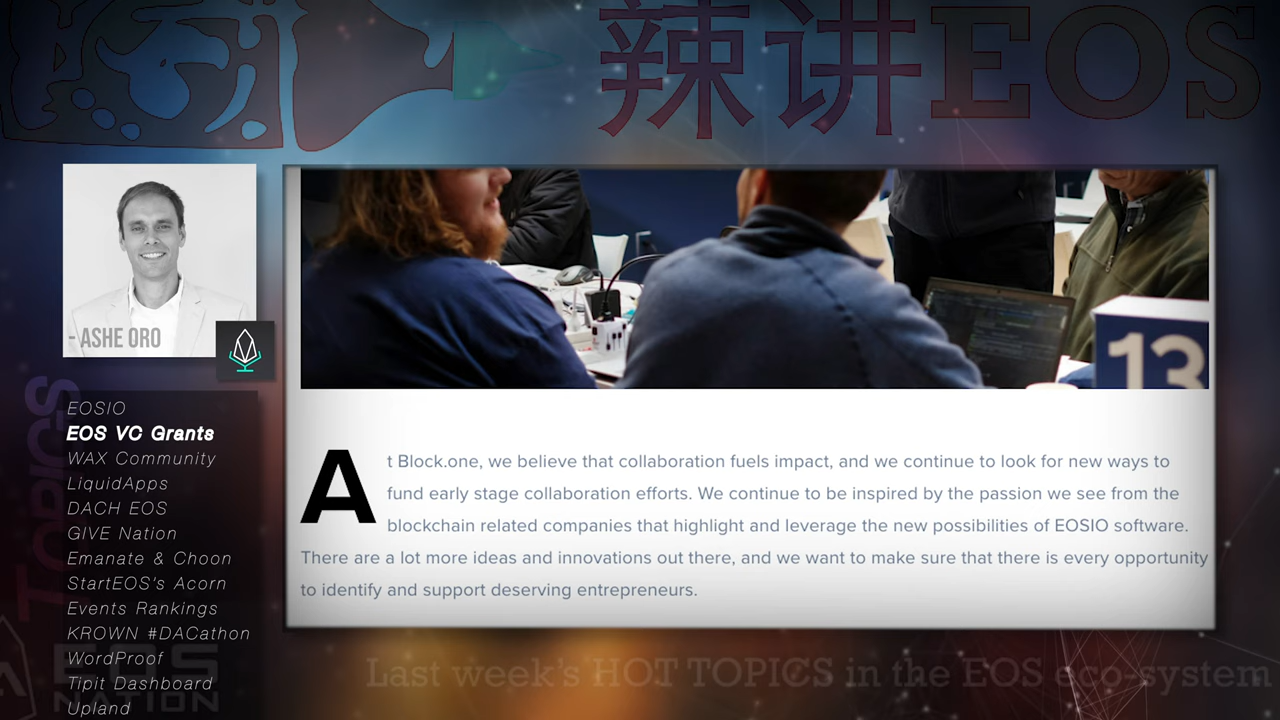 辣讲EOS
- ASHE ORO
13
TOPICS
EOSIO
EOS VC Grants
WAX Community
LiquidApps
DACH EOS
GIVE Nation
Emanate & Choon
StartEOS's Acorn
Events Rankings
KROWN #DACathon
WordProof
Tipit Dashboard
Upland
EOS
NATION
At Block.one, we believe that collaboration fuels impact, and we continue to look for new ways to
fund early stage collaboration efforts. We continue to be inspired by the passion we see from the
blockchain related companies that highlight and leverage the new possibilities of EOSIO software.
There are a lot more ideas and innovations out there, and we want to make sure that there is every opportunity
to identify and support deserving entrepreneurs.
Last week's HOT TOPICS in the EOS eco-system